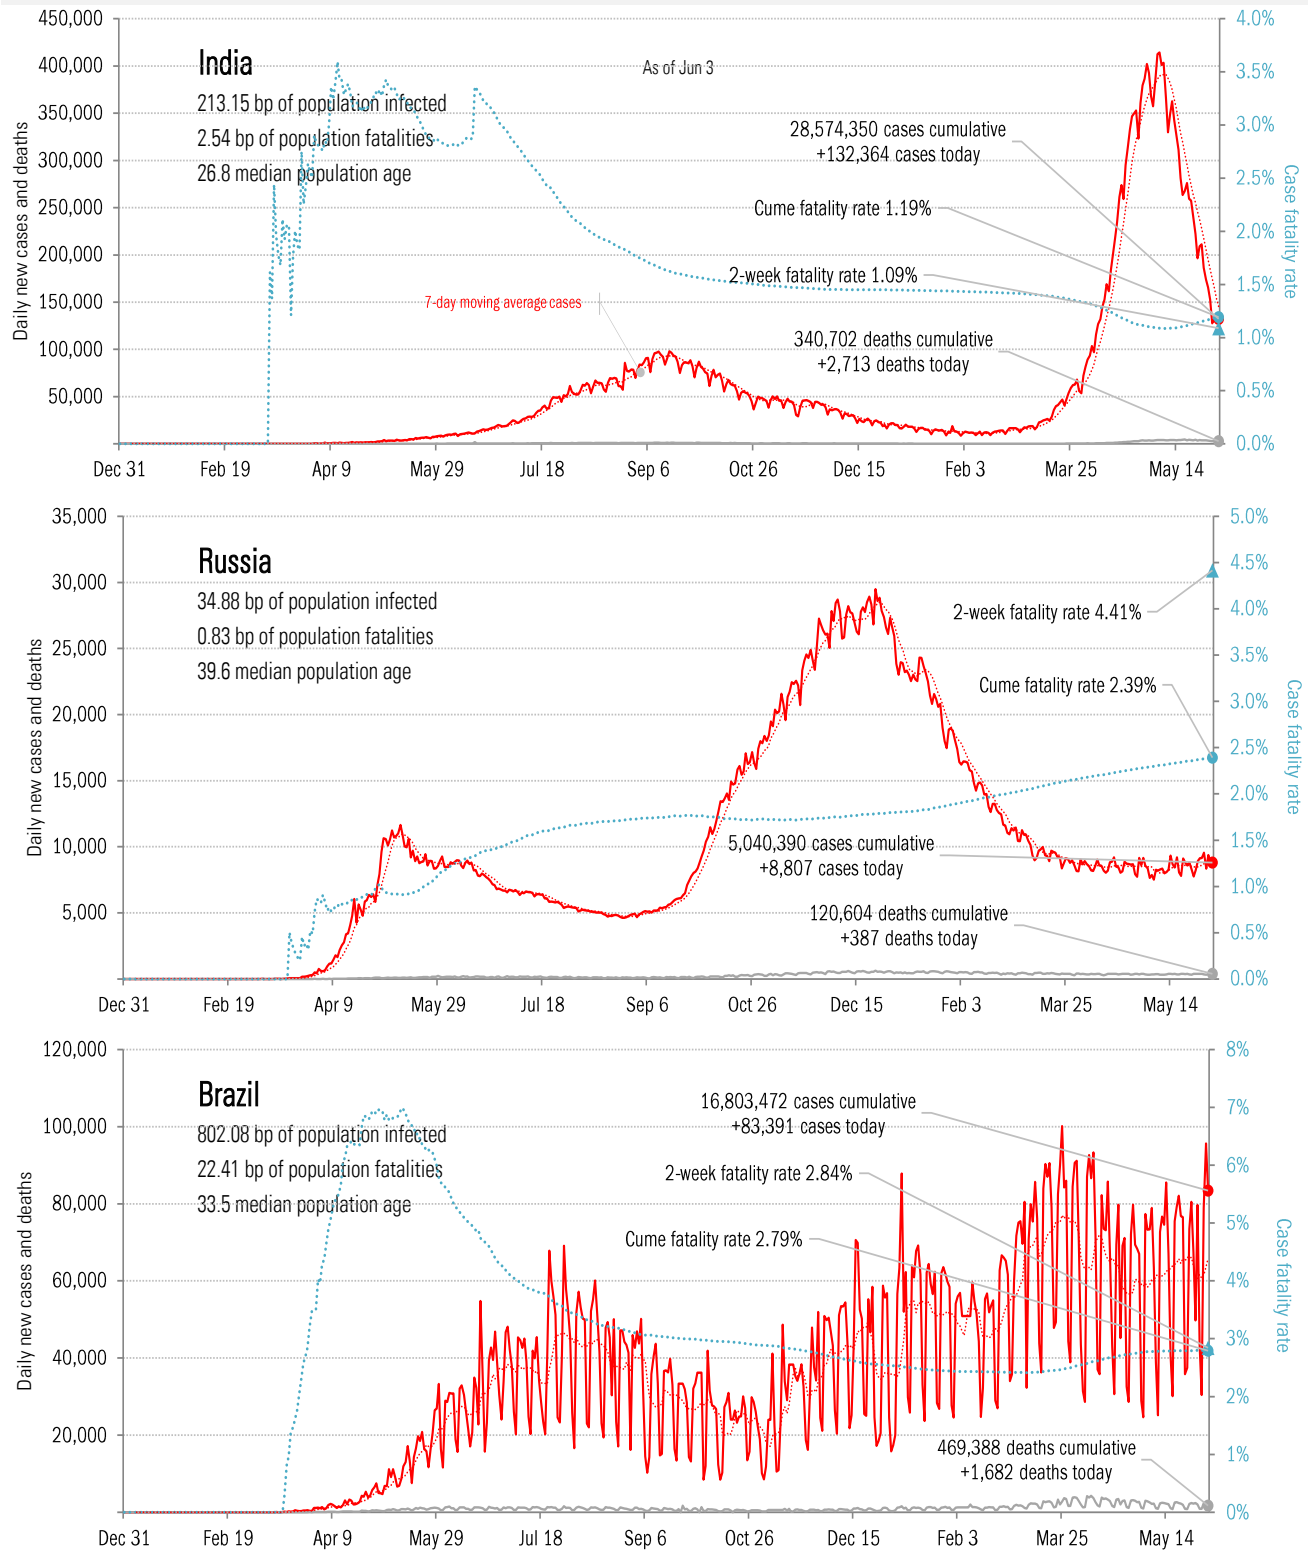 450,000
400,000
350,000
300,000
250,000
200,000
150,000
100,000
50,000
Daily new cases and deaths
India
213.15 bp of population infected
2.54 bp of population fatalities
26.8 median population age
As of Jun 3
28,574,350 cases cumulative
+132,364 cases today
Cume fatality rate 1.19%
2-week fatality rate 1.09%
7-day moving average cases
340,702 deaths cumulative
+2,713 deaths today
4.0%
3.5%
3.0%
2.5%
2.0%
1.5%
1.0%
0.5%
0.0%
Case fatality rate
Dec 31 Feb 19 Apr 9 May 29 Jul 18 Sep 6 Oct 26 Dec 15 Feb 3 Mar 25 May 14
35,000
30,000
25,000
20,000
15,000
10,000
5,000
Daily new cases and deaths
Russia
34.88 bp of population infected
0.83 bp of population fatalities
39.6 median population age
2-week fatality rate 4.41%
Cume fatality rate 2.39%
5,040,390 cases cumulative
+8,807 cases today
120,604 deaths cumulative
+387 deaths today
5.0%
4.5%
4.0%
3.5%
3.0%
2.5%
2.0%
1.5%
1.0%
0.5%
0.0%
Case fatality rate
Dec 31 Feb 19 Apr 9 May 29 Jul 18 Sep 6 Oct 26 Dec 15 Feb 3 Mar 25 May 14
120,000
100,000
80,000
60,000
40,000
20,000
Daily new cases and deaths
Brazil
802.08 bp of population infected
22.41 bp of population fatalities
33.5 median population age
16,803,472 cases cumulative
+83,391 cases today
2-week fatality rate 2.84%
Cume fatality rate 2.79%
469,388 deaths cumulative
+1,682 deaths today
8%
7%
6%
5%
4%
3%
2%
1%
0%
Case fatality rate
Dec 31 Feb 19 Apr 9 May 29 Jul 18 Sep 6 Oct 26 Dec 15 Feb 3 Mar 25 May 14